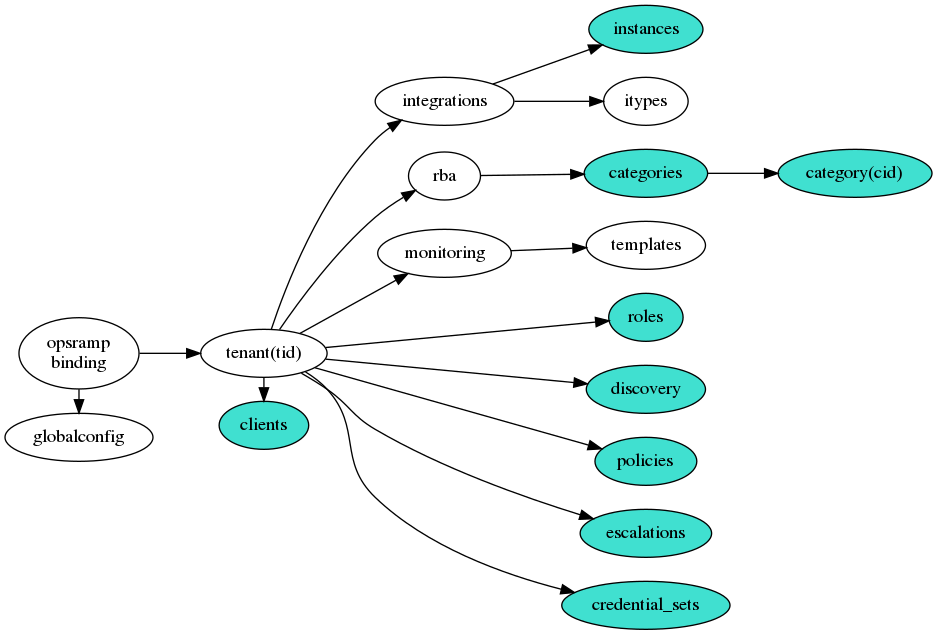 instances
integrations
itypes
rba
categories
category(cid)
monitoring
templates
roles
opsramp
binding
tenant(tid)
discovery
clients
globalconfig
policies
escalations
credential_sets